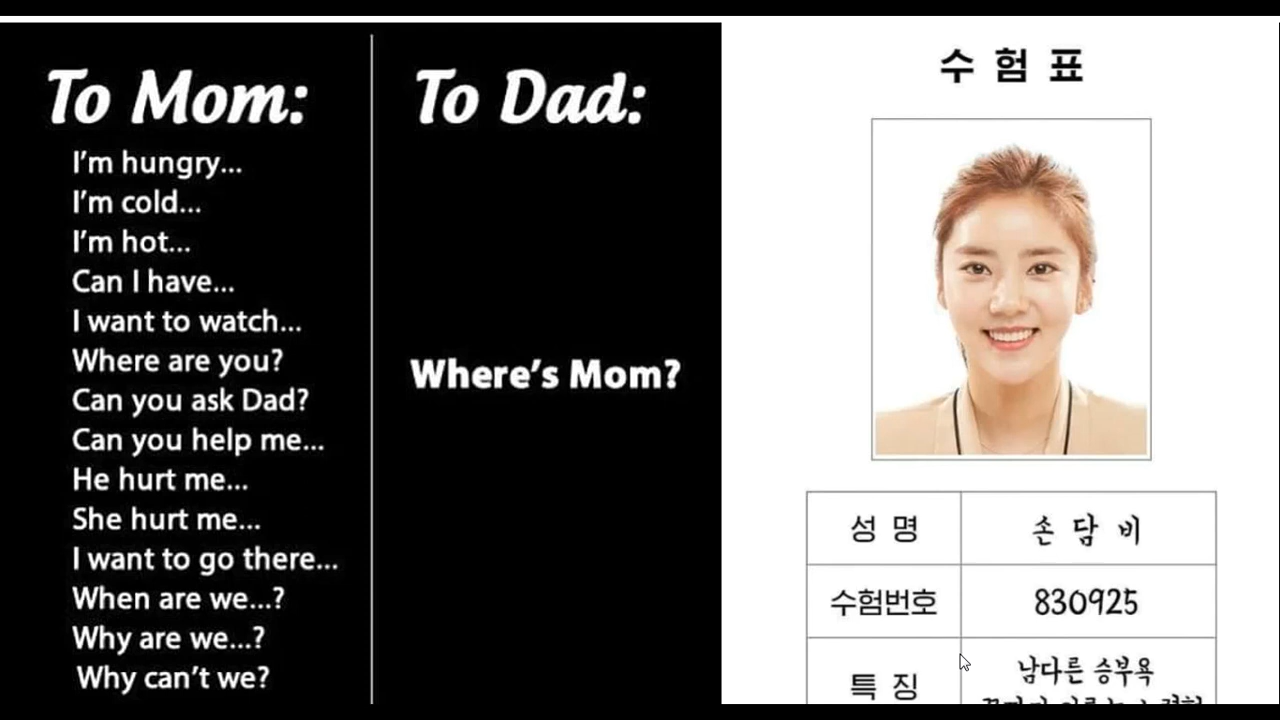 To Mom:
I'm hungry...
I'm cold...
I'm hot...
Can I have...
I want to watch...
Where are you?
Can you ask Dad?
Can you help me...
He hurt me...
She hurt me...
I want to go there...
When are we...?
Why are we...?
Why can't we?
To Dad:
Where's Mom?
수 험 표
성 명 손 담 비
수험번호 830925
특 징 남다른 승부욕